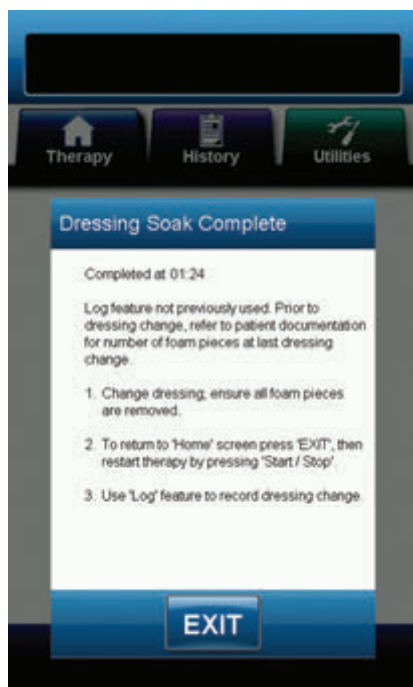 Therapy
History
Utilities
Dressing Soak Complete
Completed at 01:24
Log feature not previously used. Prior to
dressing change, refer to patient documentation
for number of foam pieces at last dressing
change.
1. Change dressing; ensure all foam pieces
are removed.
2. To return to 'Home' screen press 'EXIT', then
restart therapy by pressing 'Start / Stop'.
3. Use 'Log' feature to record dressing change.
EXIT